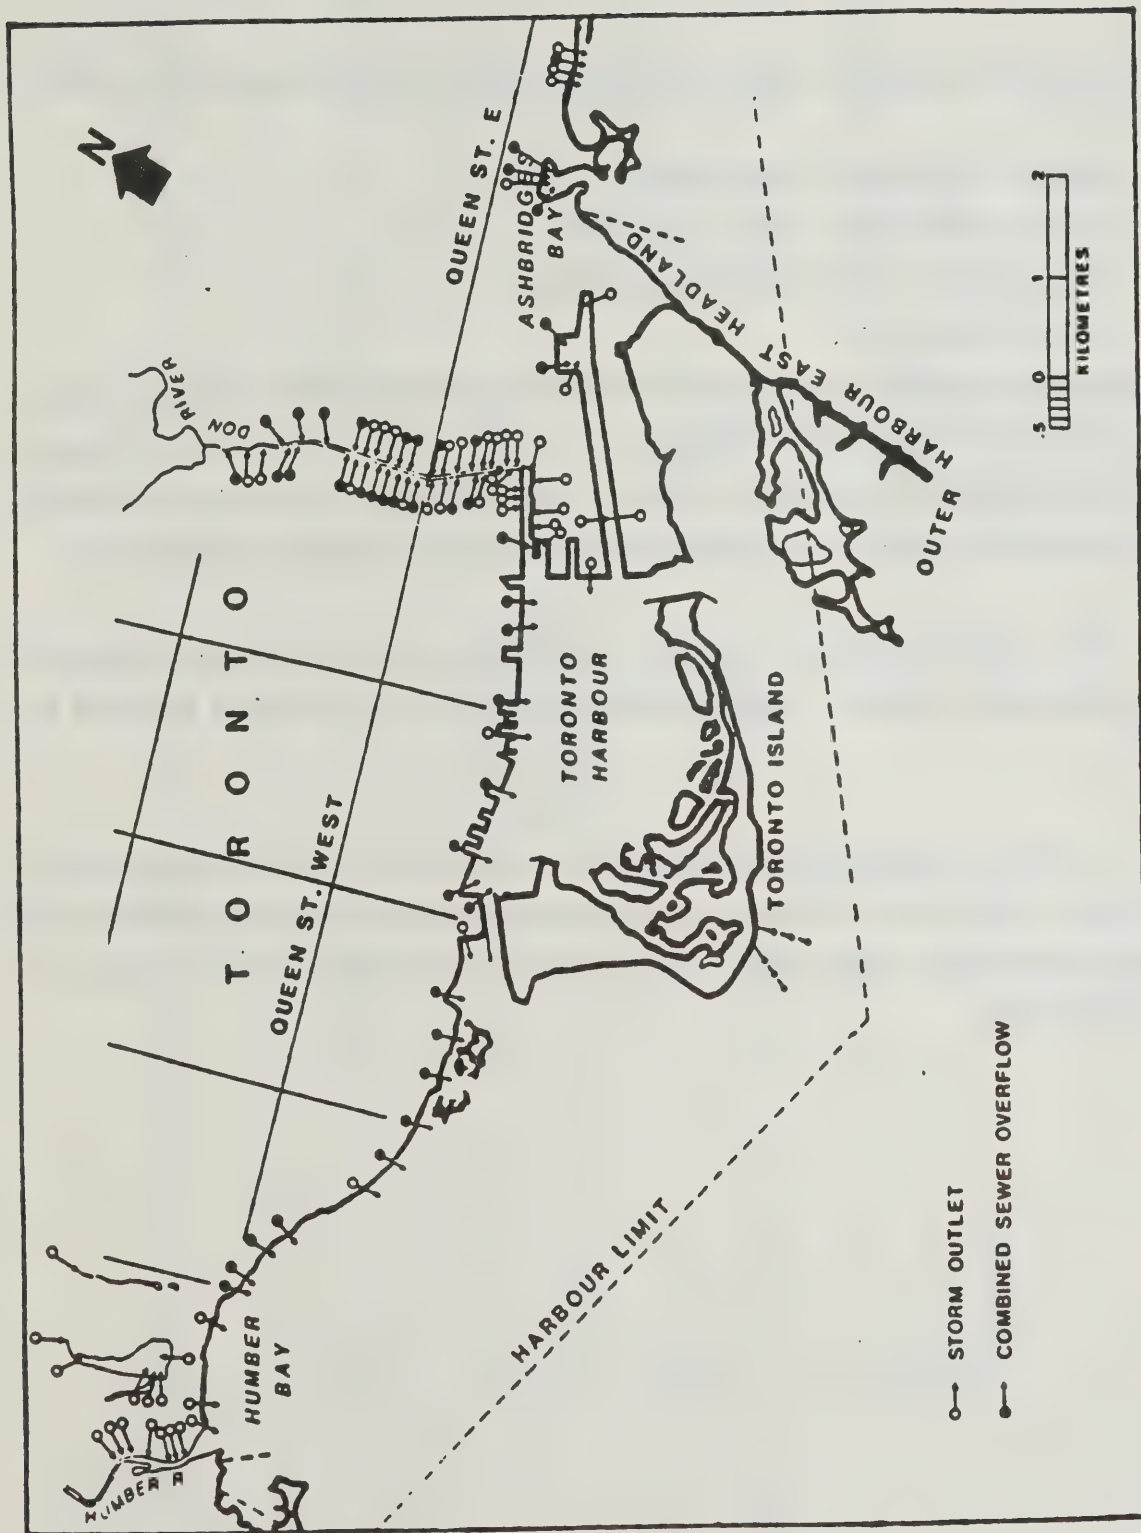 N
HUMBER R
HUMBER
BAY
TORONTO
QUEEN ST. WEST
DON
RIVER
QUEEN ST. E
ASHBRIDGES
BAY
TORONTO
HARBOUR
TORONTO ISLAND
OUTER HARBOUR EAST HEADLAND
HARBOUR LIMIT
STORM OUTLET
COMBINED SEWER OVERFLOW
.5 0 1 2
KILOMETRES